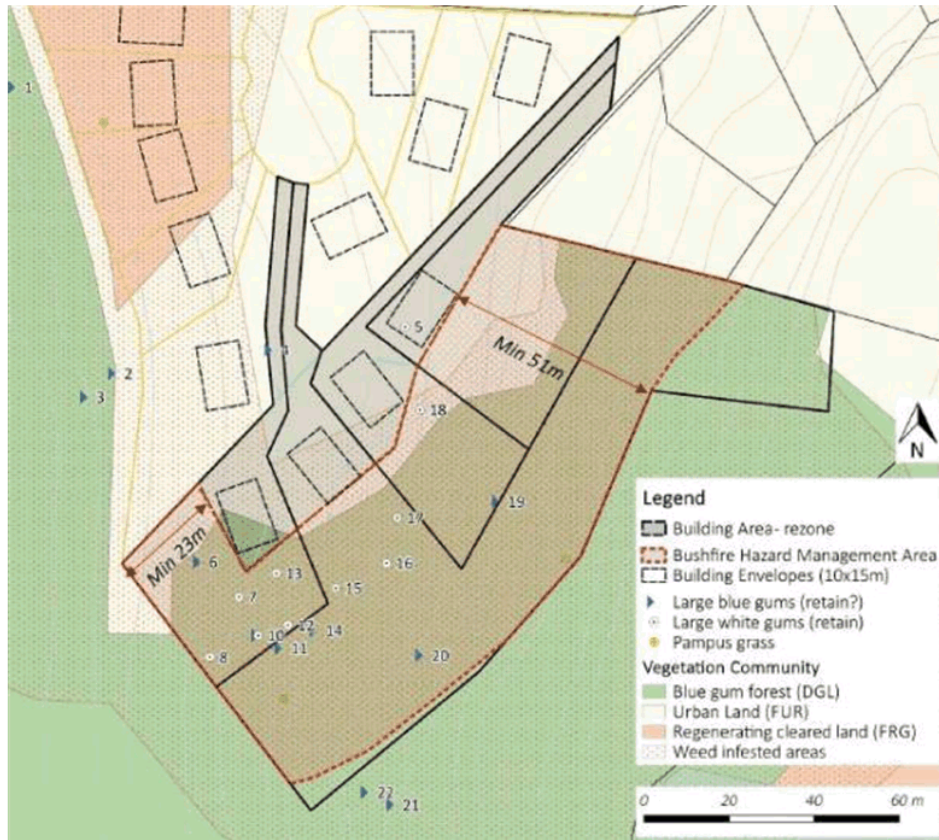 1
2
3
4
5
Min 51m
18
19
17
16
Min 23m
6
13
15
7
12
10
14
11
8
20
22
21
N
Legend
Building Area- rezone
Bushfire Hazard Management Area
Building Envelopes (10x15m)
Large blue gums (retain?)
Large white gums (retain)
Pampus grass
Vegetation Community
Blue gum forest (DGL)
Urban Land (FUR)
Regenerating cleared land (FRG)
Weed infested areas
0 20 40 60 m